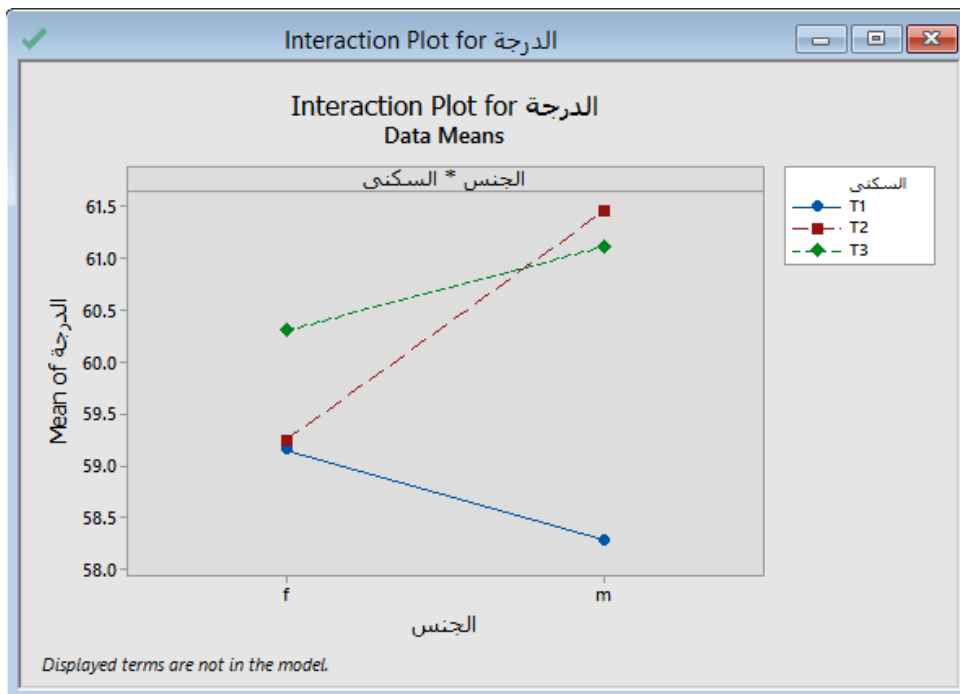 Interaction Plot for الدرجة
Interaction Plot for الدرجة
Data Means
الجنس * السكنى
السكنى
T1
T2
T3
Mean of الدرجة
61.5
61.0
60.5
60.0
59.5
59.0
58.5
58.0
f m
الجنس
Displayed terms are not in the model.